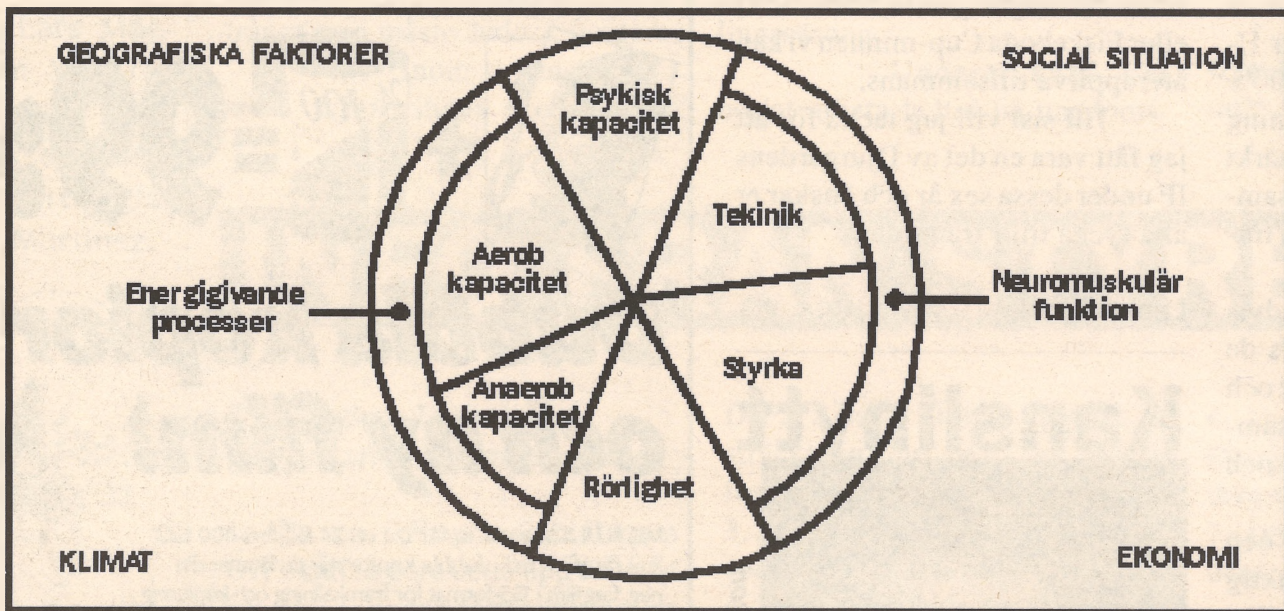 GEOGRAFISKA FAKTORER
SOCIAL SITUATION
Psykisk
kapacitet
Tekinik
Aerob
kapacitet
Energigivande
processer
Neuromuskulär
funktion
Styrka
Anaerob
kapacitet
Rörlighet
KLIMAT
EKONOMI
Kanslinytt